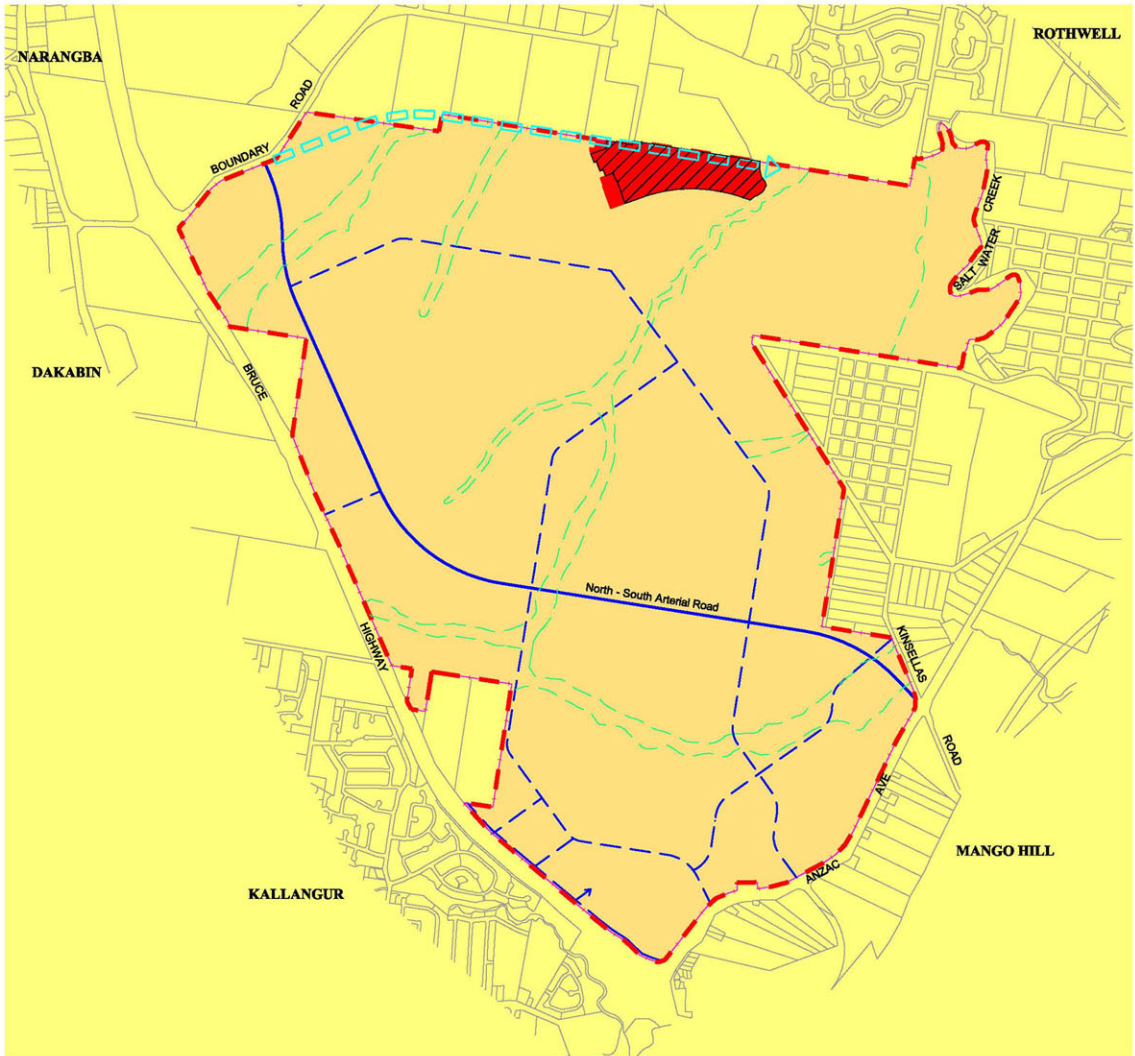 NARANGBA
ROTHWELL
ROAD
BOUNDARY
CREEK
SALT WATER
DAKABIN
BRUCE
North - South Arterial Road
HIGHWAY
KINSELLAS
ROAD
AVE
MANGO HILL
ANZAC
KALLANGUR